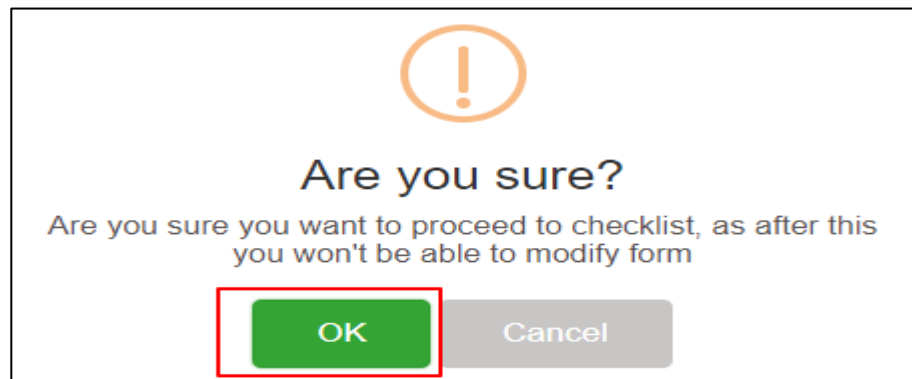 Are you sure?
Are you sure you want to proceed to checklist, as after this
you won't be able to modify form
OK
Cancel